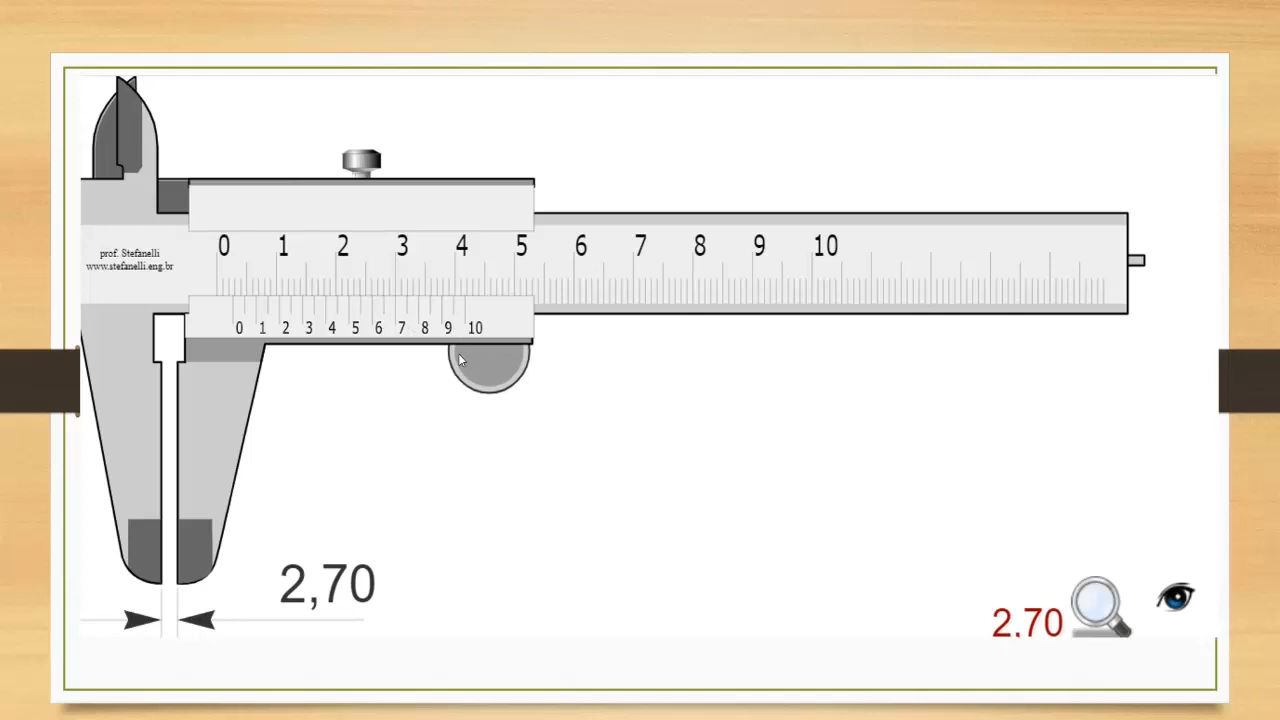 prof. Stefanelli
www.stefanelli.eng.br
0 1 2 3 4 5 6 7 8 9 10
0 1 2 3 4 5 6 7 8 9 10
2,70
2,70